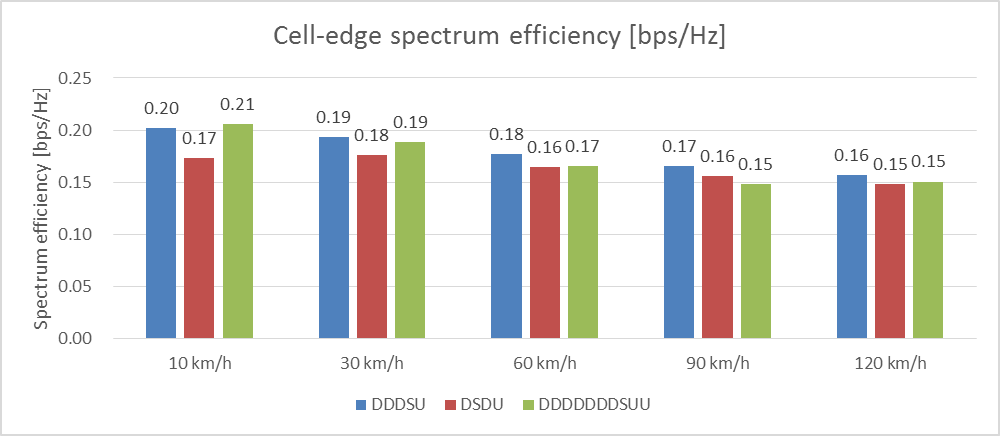 Cell-edge spectrum efficiency [bps/Hz]
Spectrum efficiency [bps/Hz]
0.25
0.20
0.15
0.10
0.05
0.00
0.20 0.17 0.21
0.19 0.18 0.19
0.18 0.16 0.17
0.17 0.16 0.15
0.16 0.15 0.15
10 km/h 30 km/h 60 km/h 90 km/h 120 km/h
DDDSU DSDU DDDDDDDSUU